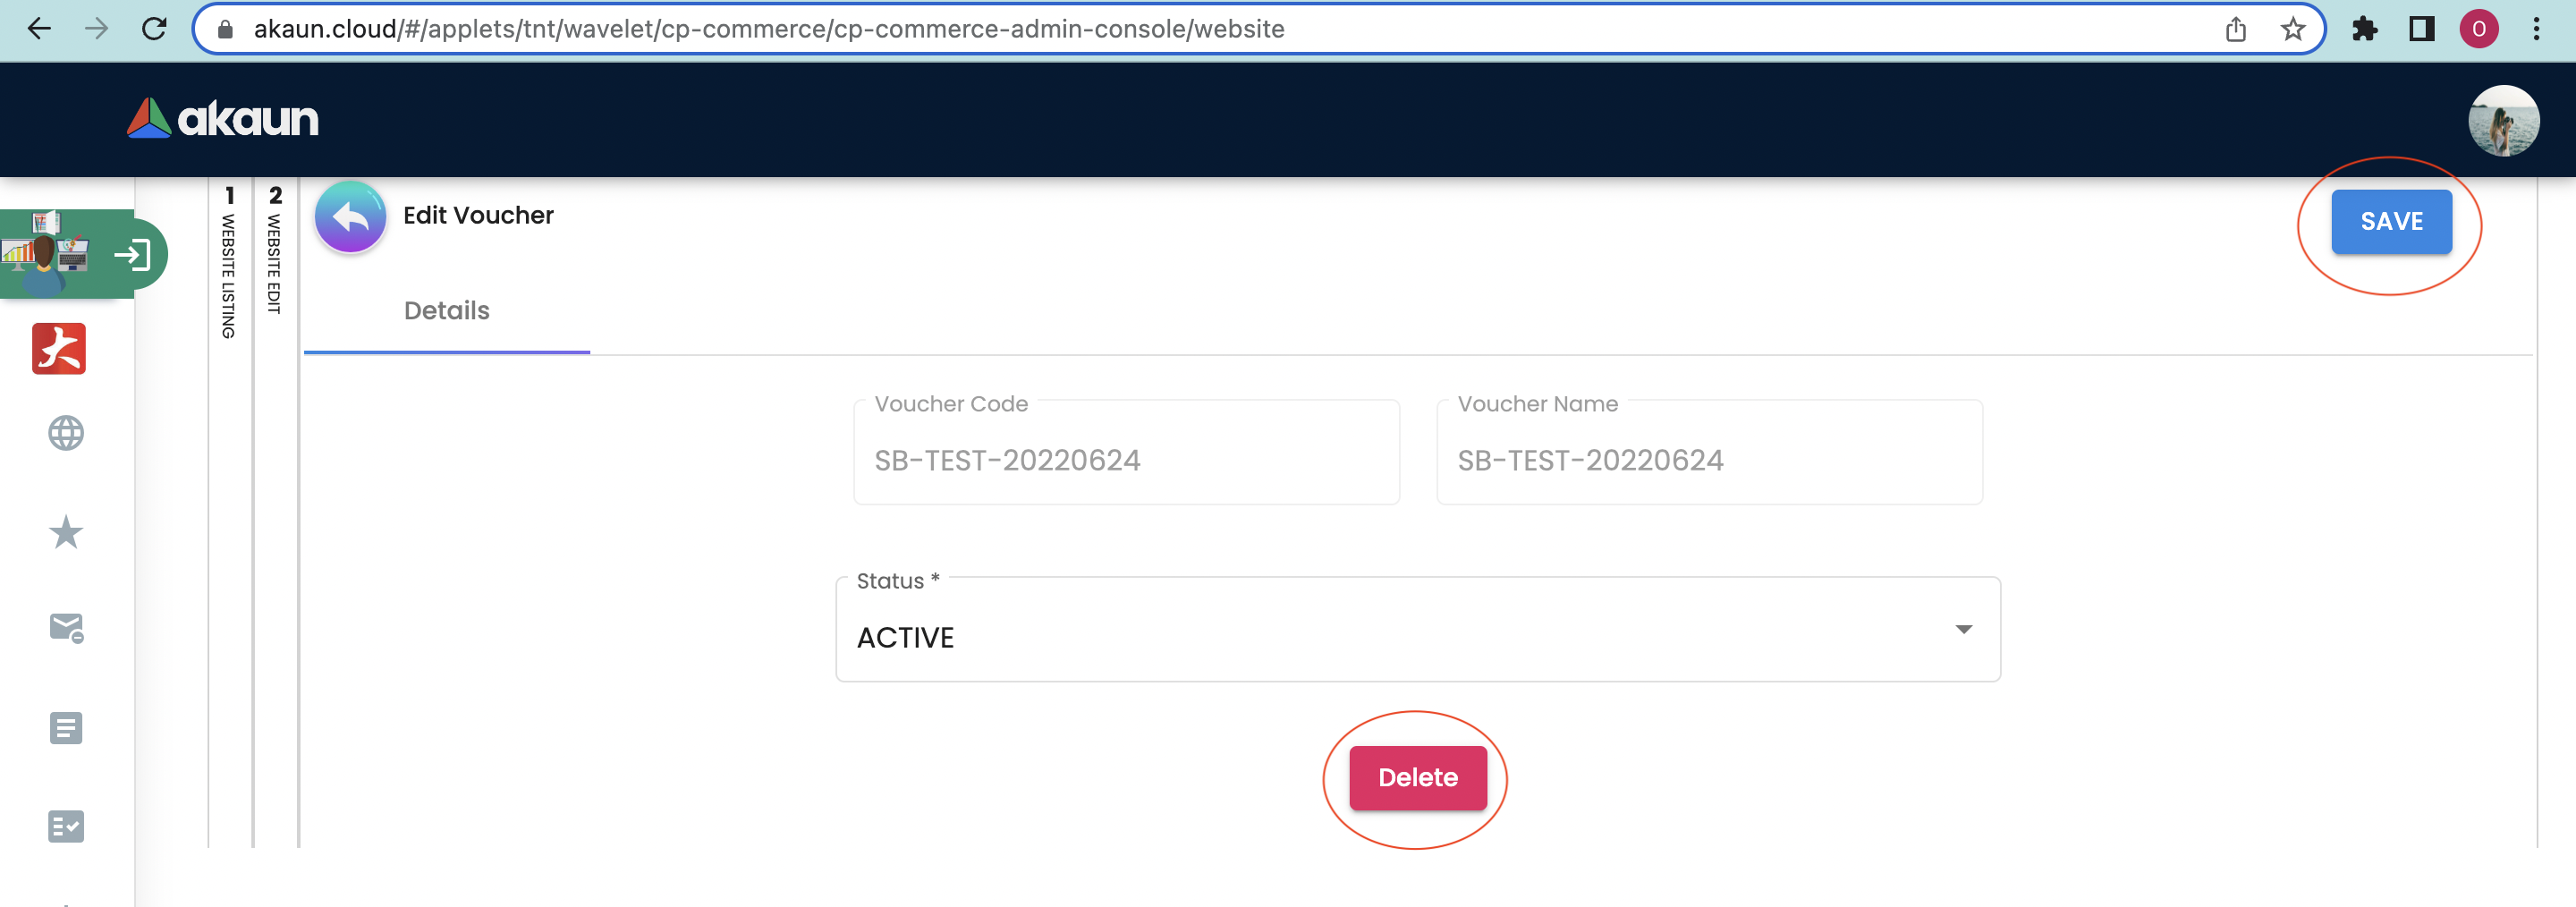 akaun.cloud/#/applets/tnt/wavelet/cp-commerce/cp-commerce-admin-console/website
O
akaun
1 WEBSITE LISTING
2 WEBSITE EDIT
Edit Voucher
SAVE
Details
Voucher Code
SB-TEST-20220624
Voucher Name
SB-TEST-20220624
Status *
ACTIVE
Delete
大